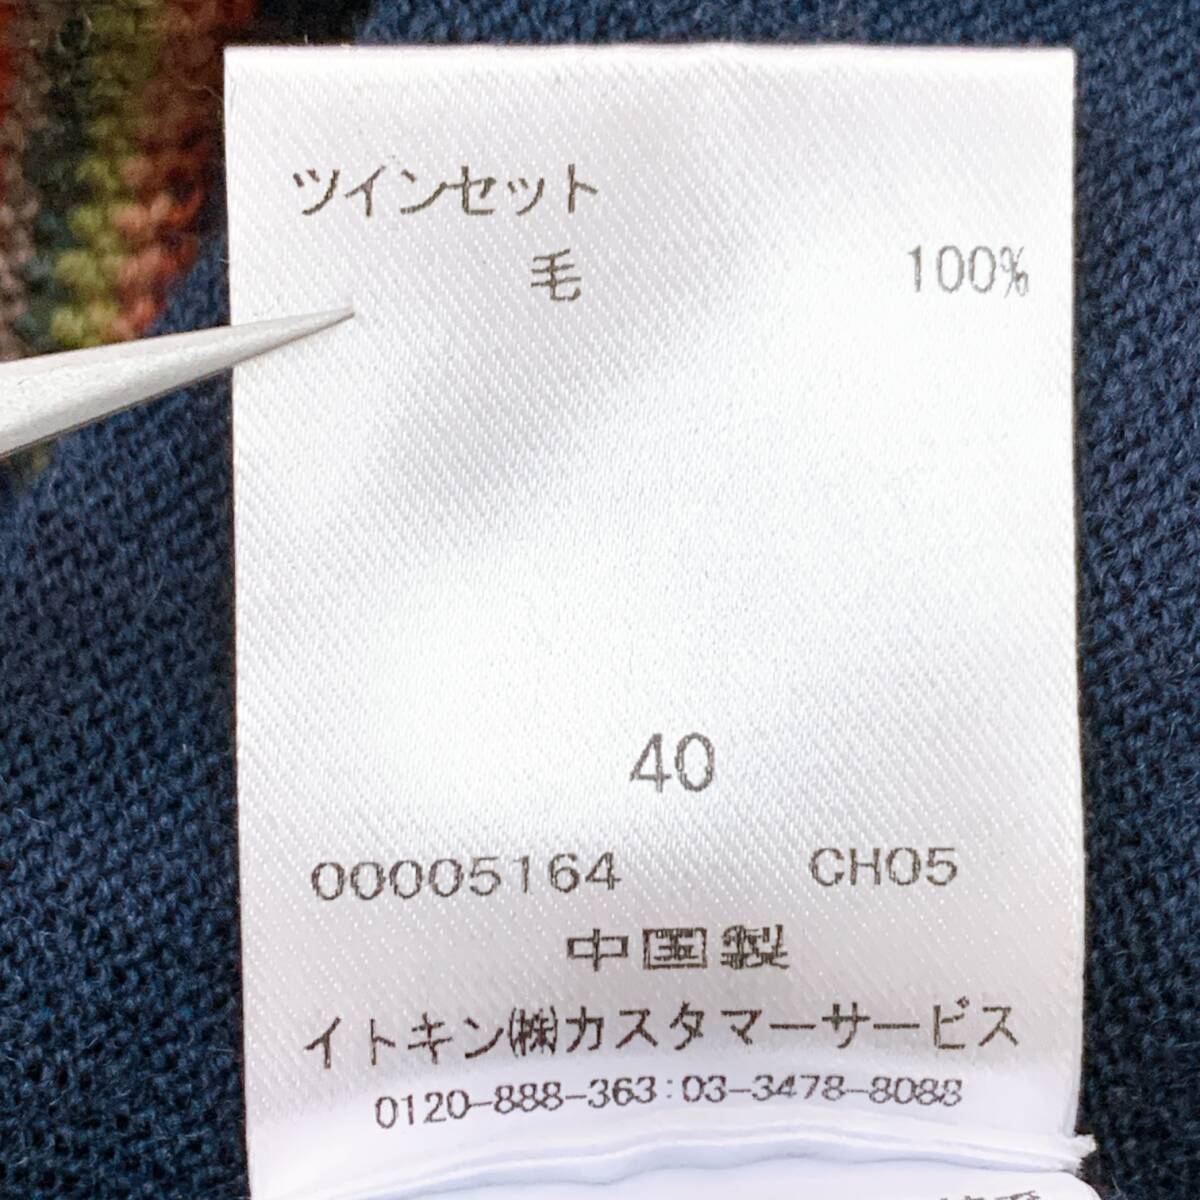 ツインセット
毛 100%
40
00005164 CH05
中国製
イトキン㈱カスタマーサービス
0120-888-363:03-3478-8088